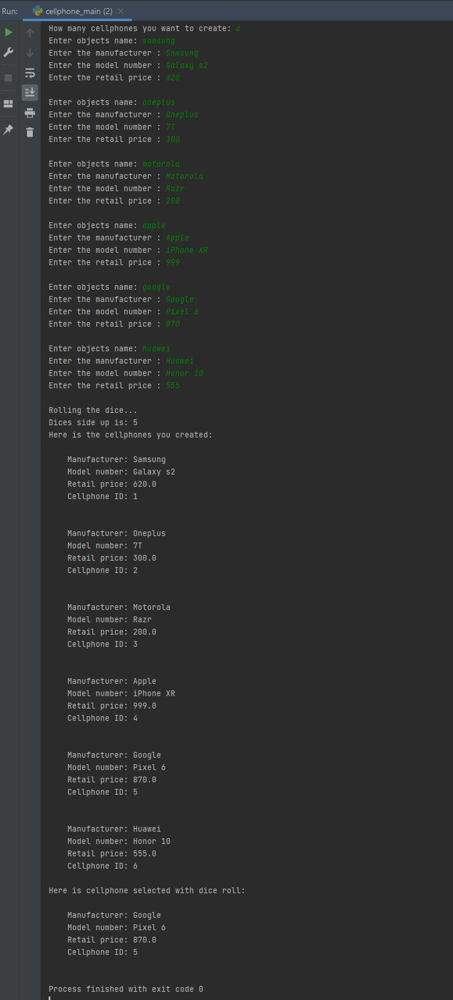 Run: cellphone_main (2)
How many cellphones you want to create: 6
Enter objects name: samsung
Enter the manufacturer : Samsung
Enter the model number : Galaxy s2
Enter the retail price : 620
Enter objects name: oneplus
Enter the manufacturer : Oneplus
Enter the model number : 7T
Enter the retail price : 300
Enter objects name: motorola
Enter the manufacturer : Motorola
Enter the model number : Razr
Enter the retail price : 200
Enter objects name: apple
Enter the manufacturer : Apple
Enter the model number : iPhone XR
Enter the retail price : 999
Enter objects name: google
Enter the manufacturer : Google
Enter the model number : Pixel 6
Enter the retail price : 870
Enter objects name: huawei
Enter the manufacturer : Huawei
Enter the model number : Honor 10
Enter the retail price : 555
Rolling the dice...
Dices side up is: 5
Here is the cellphones you created:
Manufacturer: Samsung
Model number: Galaxy s2
Retail price: 620.0
Cellphone ID: 1
Manufacturer: Oneplus
Model number: 7T
Retail price: 300.0
Cellphone ID: 2
Manufacturer: Motorola
Model number: Razr
Retail price: 200.0
Cellphone ID: 3
Manufacturer: Apple
Model number: iPhone XR
Retail price: 999.0
Cellphone ID: 4
Manufacturer: Google
Model number: Pixel 6
Retail price: 870.0
Cellphone ID: 5
Manufacturer: Huawei
Model number: Honor 10
Retail price: 555.0
Cellphone ID: 6
Here is cellphone selected with dice roll:
Manufacturer: Google
Model number: Pixel 6
Retail price: 870.0
Cellphone ID: 5
Process finished with exit code 0